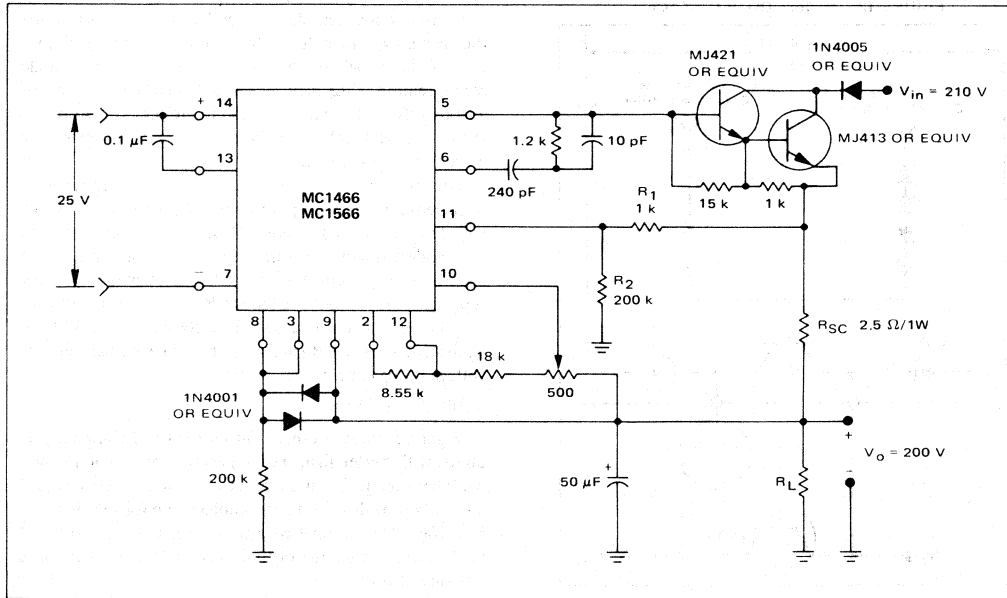 MJ421
OR EQUIV
1N4005
OR EQUIV
Vin = 210 V
MJ413 OR EQUIV
+ 14
5
0.1 μF
13
1.2 k
10 pF
6
240 pF
25 V
MC1466
MC1566
15 k
1 k
R1
1 k
11
10
R2
200 k
− 7
RSC 2.5 Ω/1W
8
3
9
2
12
18 k
8.55 k
500
1N4001
OR EQUIV
+
Vo = 200 V
−
200 k
+
50 μF
RL